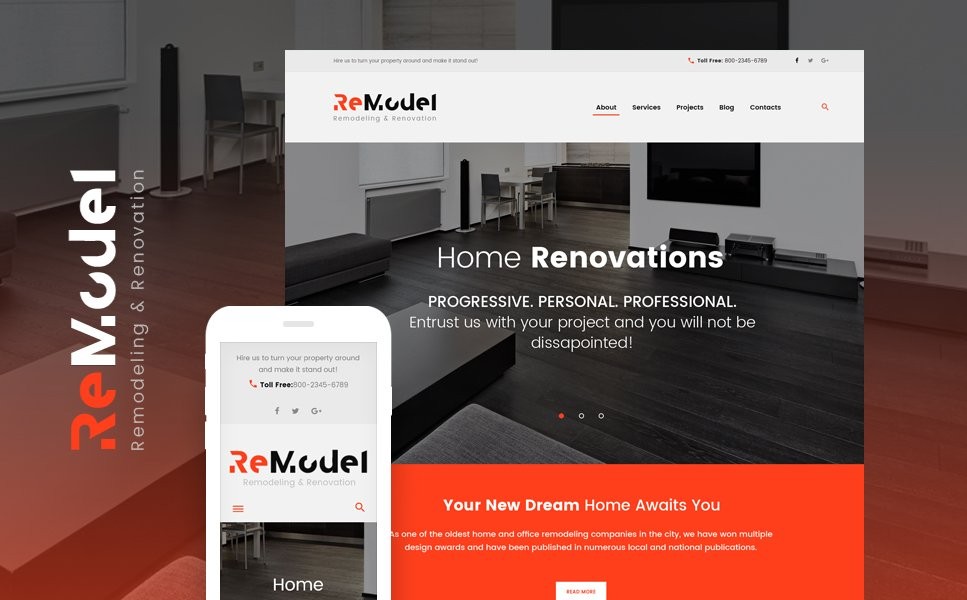 ReModel
Remodeling & Renovation
Hire us to turn your property around and make it stand out!
Toll Free: 800-2345-6789
f G+
ReModel
Remodeling & Renovation
About Services Projects Blog Contacts
Home Renovations
PROGRESSIVE. PERSONAL. PROFESSIONAL.
Entrust us with your project and you will not be
dissapointed!
Your New Dream Home Awaits You
As one of the oldest home and office remodeling companies in the city, we have won multiple
design awards and have been published in numerous local and national publications.
READ MORE
Hire us to turn your property around
and make it stand out!
Toll Free:800-2345-6789
f G+
ReModel
Remodeling & Renovation
Home